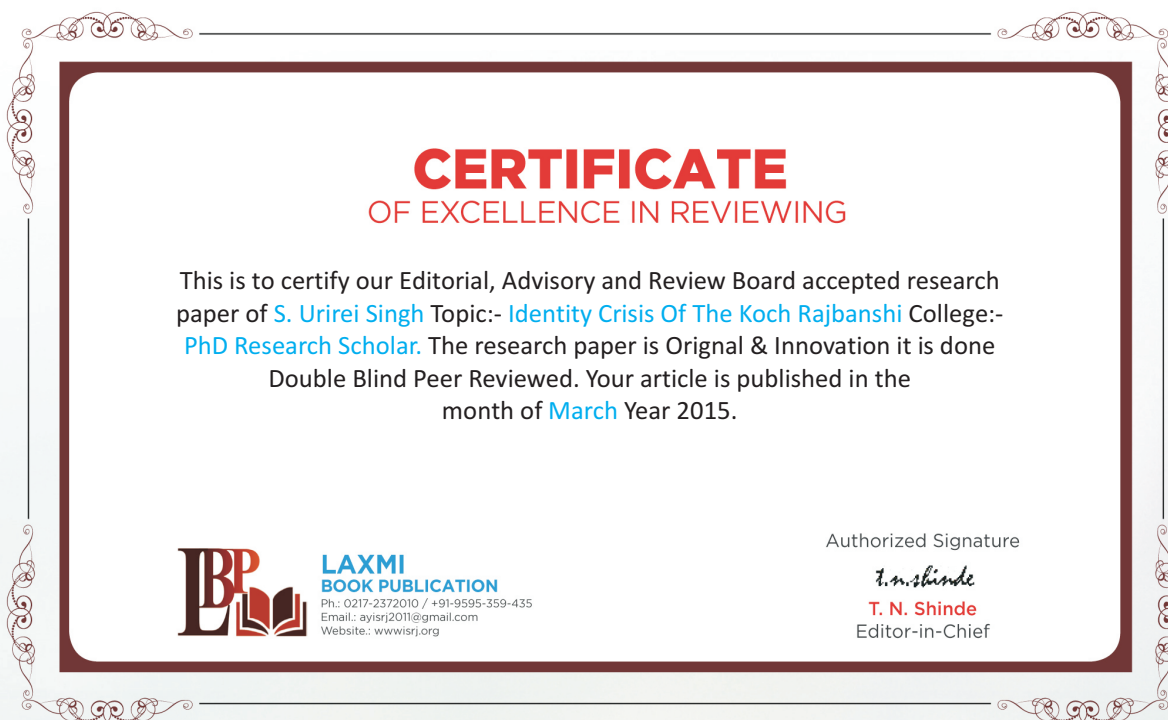 CERTIFICATE
OF EXCELLENCE IN REVIEWING
This is to certify our Editorial, Advisory and Review Board accepted research
paper of S. Urirei Singh Topic:- Identity Crisis Of The Koch Rajbanshi College:-
PhD Research Scholar. The research paper is Orignal & Innovation it is done
Double Blind Peer Reviewed. Your article is published in the
month of March Year 2015.
LBP
LAXMI
BOOK PUBLICATION
Ph.: 0217-2372010 / +91-9595-359-435
Email.: ayisrj2011@gmail.com
Website.: wwwisrj.org
Authorized Signature
t.n.shinde
T. N. Shinde
Editor-in-Chief